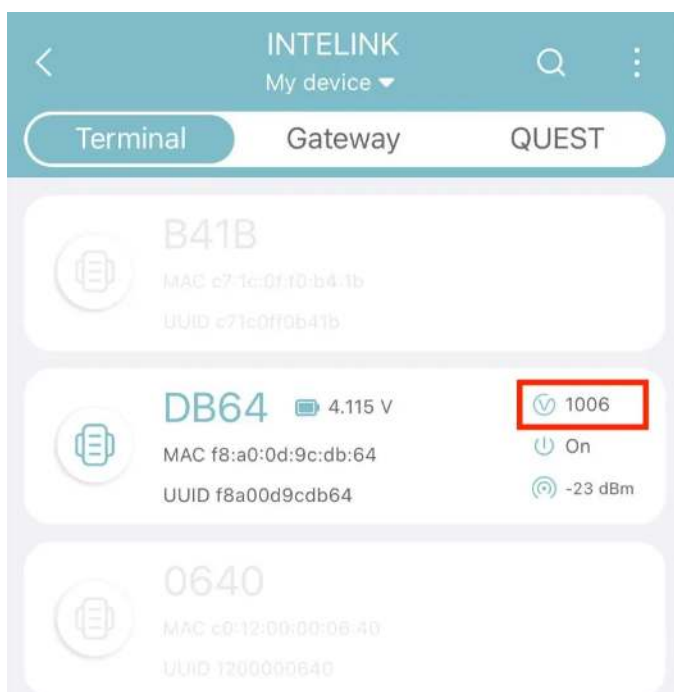 INTELINK
My device
Terminal
Gateway
QUEST
B41B
MAC c7:1c:0f:f0:b4:1b
UUID c71c0ff0b41b
DB64
4.115 V
1006
MAC f8:a0:0d:9c:db:64
On
UUID f8a00d9cdb64
-23 dBm
0640
MAC c0:12:00:00:06:40
UUID 1200000640